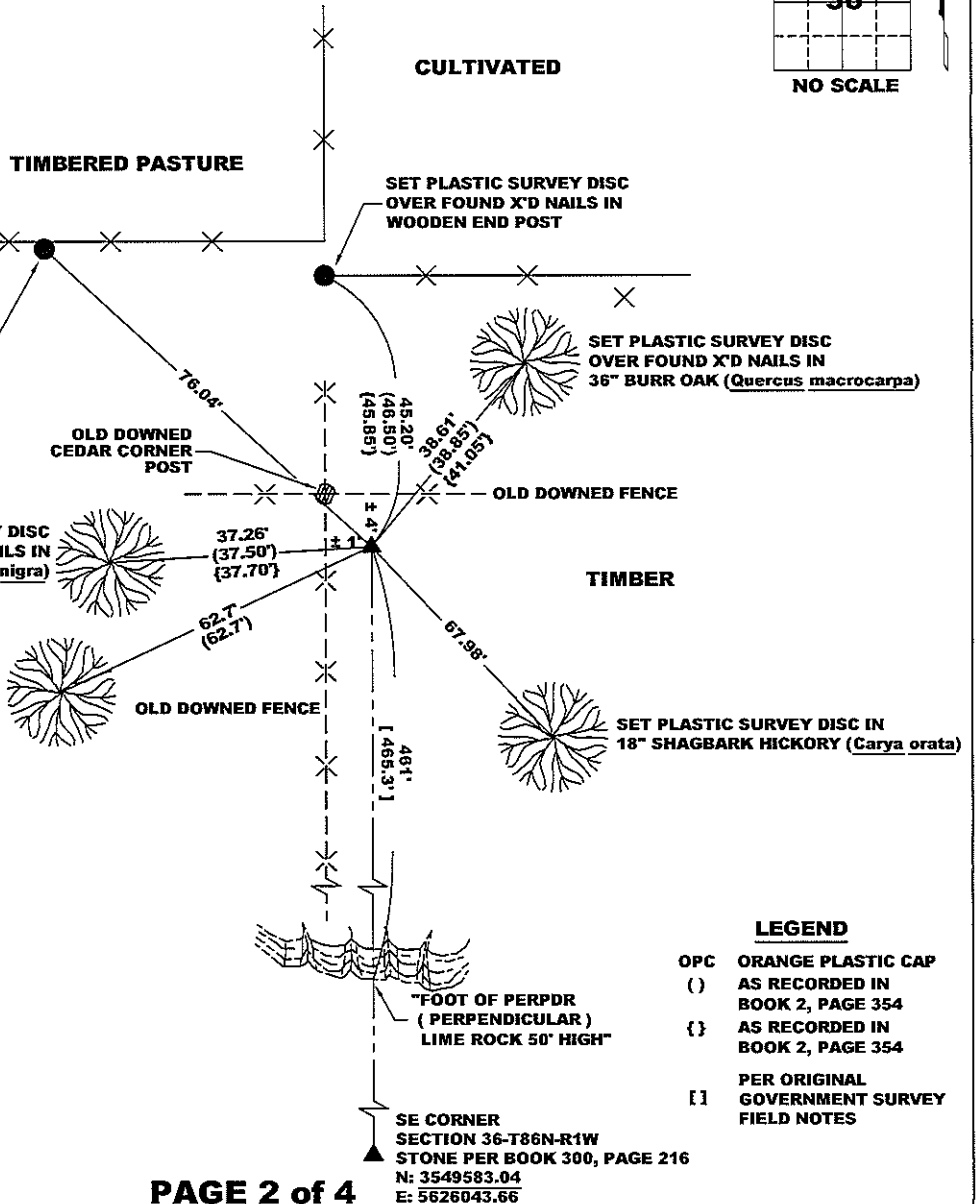 36
NO SCALE
CULTIVATED
TIMBERED PASTURE
SET PLASTIC SURVEY DISC
OVER FOUND X'D NAILS IN
WOODEN END POST
SET PLASTIC SURVEY DISC
OVER FOUND X'D NAILS IN
36" BURR OAK (Quercus macrocarpa)
76.04'
45.20'
(46.50')
{45.85'}
38.61'
(38.85')
{41.05'}
OLD DOWNED
CEDAR CORNER
POST
OLD DOWNED FENCE
± 4'
± 1'
DISC
ILS IN
nigra)
37.26'
(37.50')
{37.70'}
TIMBER
62.7'
(62.7')
67.98'
OLD DOWNED FENCE
SET PLASTIC SURVEY DISC IN
18" SHAGBARK HICKORY (Carya orata)
461'
[ 465.3' ]
"FOOT OF PERPDR
( PERPENDICULAR )
LIME ROCK 50' HIGH"
LEGEND
OPC ORANGE PLASTIC CAP
( ) AS RECORDED IN
BOOK 2, PAGE 354
{ } AS RECORDED IN
BOOK 2, PAGE 354
[ ] PER ORIGINAL
GOVERNMENT SURVEY
FIELD NOTES
SE CORNER
SECTION 36-T86N-R1W
STONE PER BOOK 300, PAGE 216
N: 3549583.04
E: 5626043.66
PAGE 2 of 4